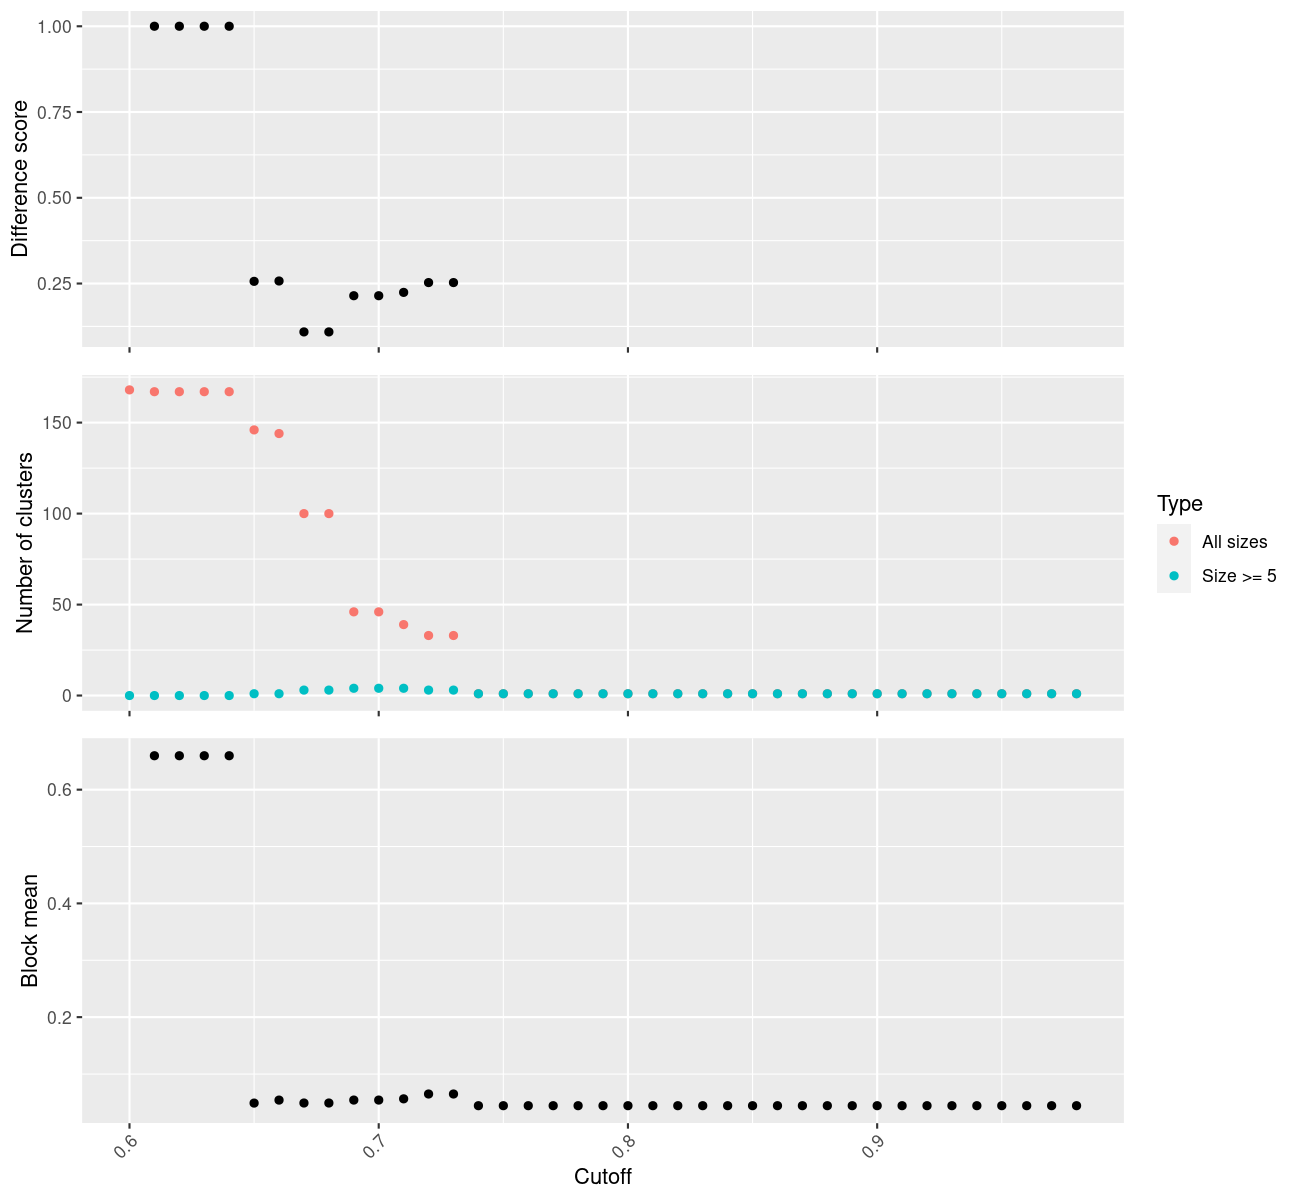 Difference score
1.00
0.75
0.50
0.25
Number of clusters
150
100
50
0
Type
All sizes
Size >= 5
Block mean
0.6
0.4
0.2
0.6
0.7
0.8
0.9
Cutoff